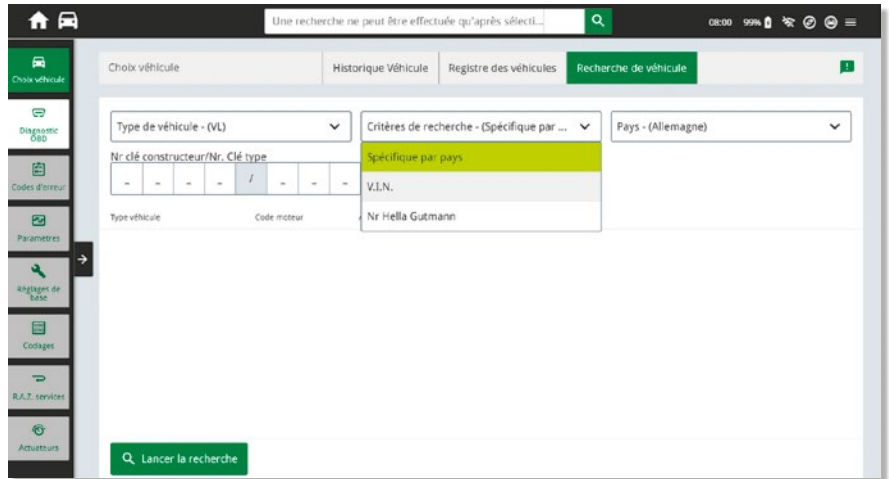 Une recherche ne peut être effectuée qu'après sélecti...
08:00 99%
Choix véhicule
Diagnostic OBD
Codes d'erreur
Paramètres
Réglages de base
Codages
R.A.Z. services
Actuateurs
Choix véhicule
Historique Véhicule
Registre des véhicules
Recherche de véhicule
Type de véhicule - (VL)
Critères de recherche - (Spécifique par ...
Pays - (Allemagne)
Nr clé constructeur/Nr. Clé type
- - - - / - - -
Spécifique par pays
V.I.N.
Nr Hella Gutmann
Type véhicule
Code moteur
Lancer la recherche